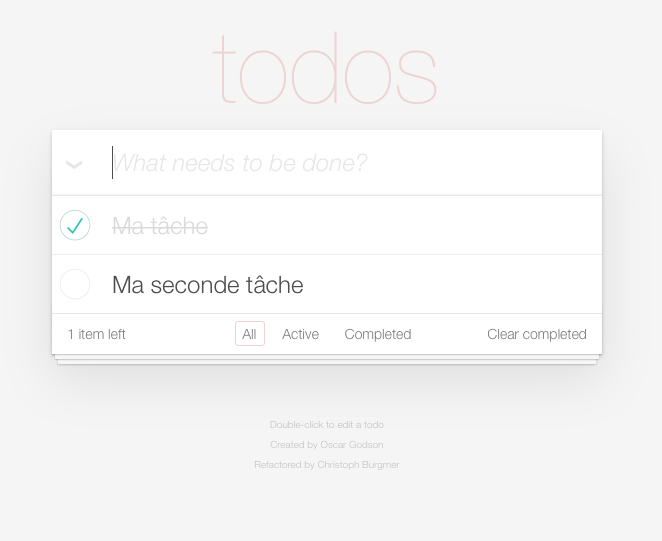 todos
What needs to be done?
Ma tâche
Ma seconde tâche
1 item left All Active Completed Clear completed
Double-click to edit a todo
Created by Oscar Godson
Refactored by Christoph Burgmer